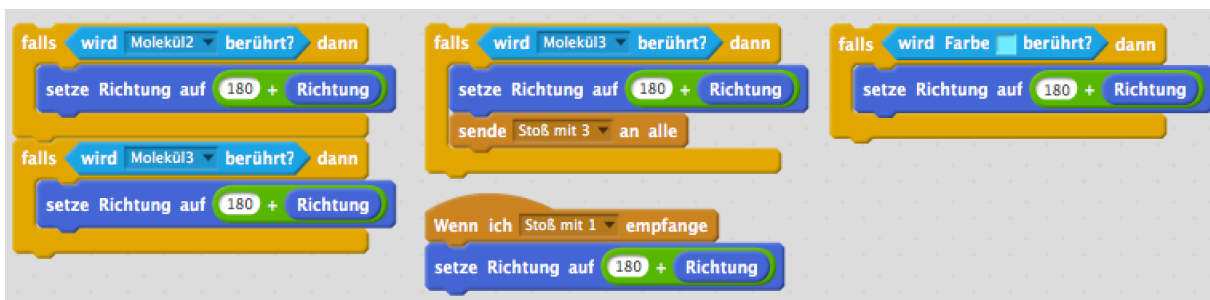 falls wird Molekül2 berührt? dann
setze Richtung auf 180 + Richtung
falls wird Molekül3 berührt? dann
setze Richtung auf 180 + Richtung
falls wird Molekül3 berührt? dann
setze Richtung auf 180 + Richtung
sende Stoß mit 3 an alle
Wenn ich Stoß mit 1 empfange
setze Richtung auf 180 + Richtung
falls wird Farbe berührt? dann
setze Richtung auf 180 + Richtung